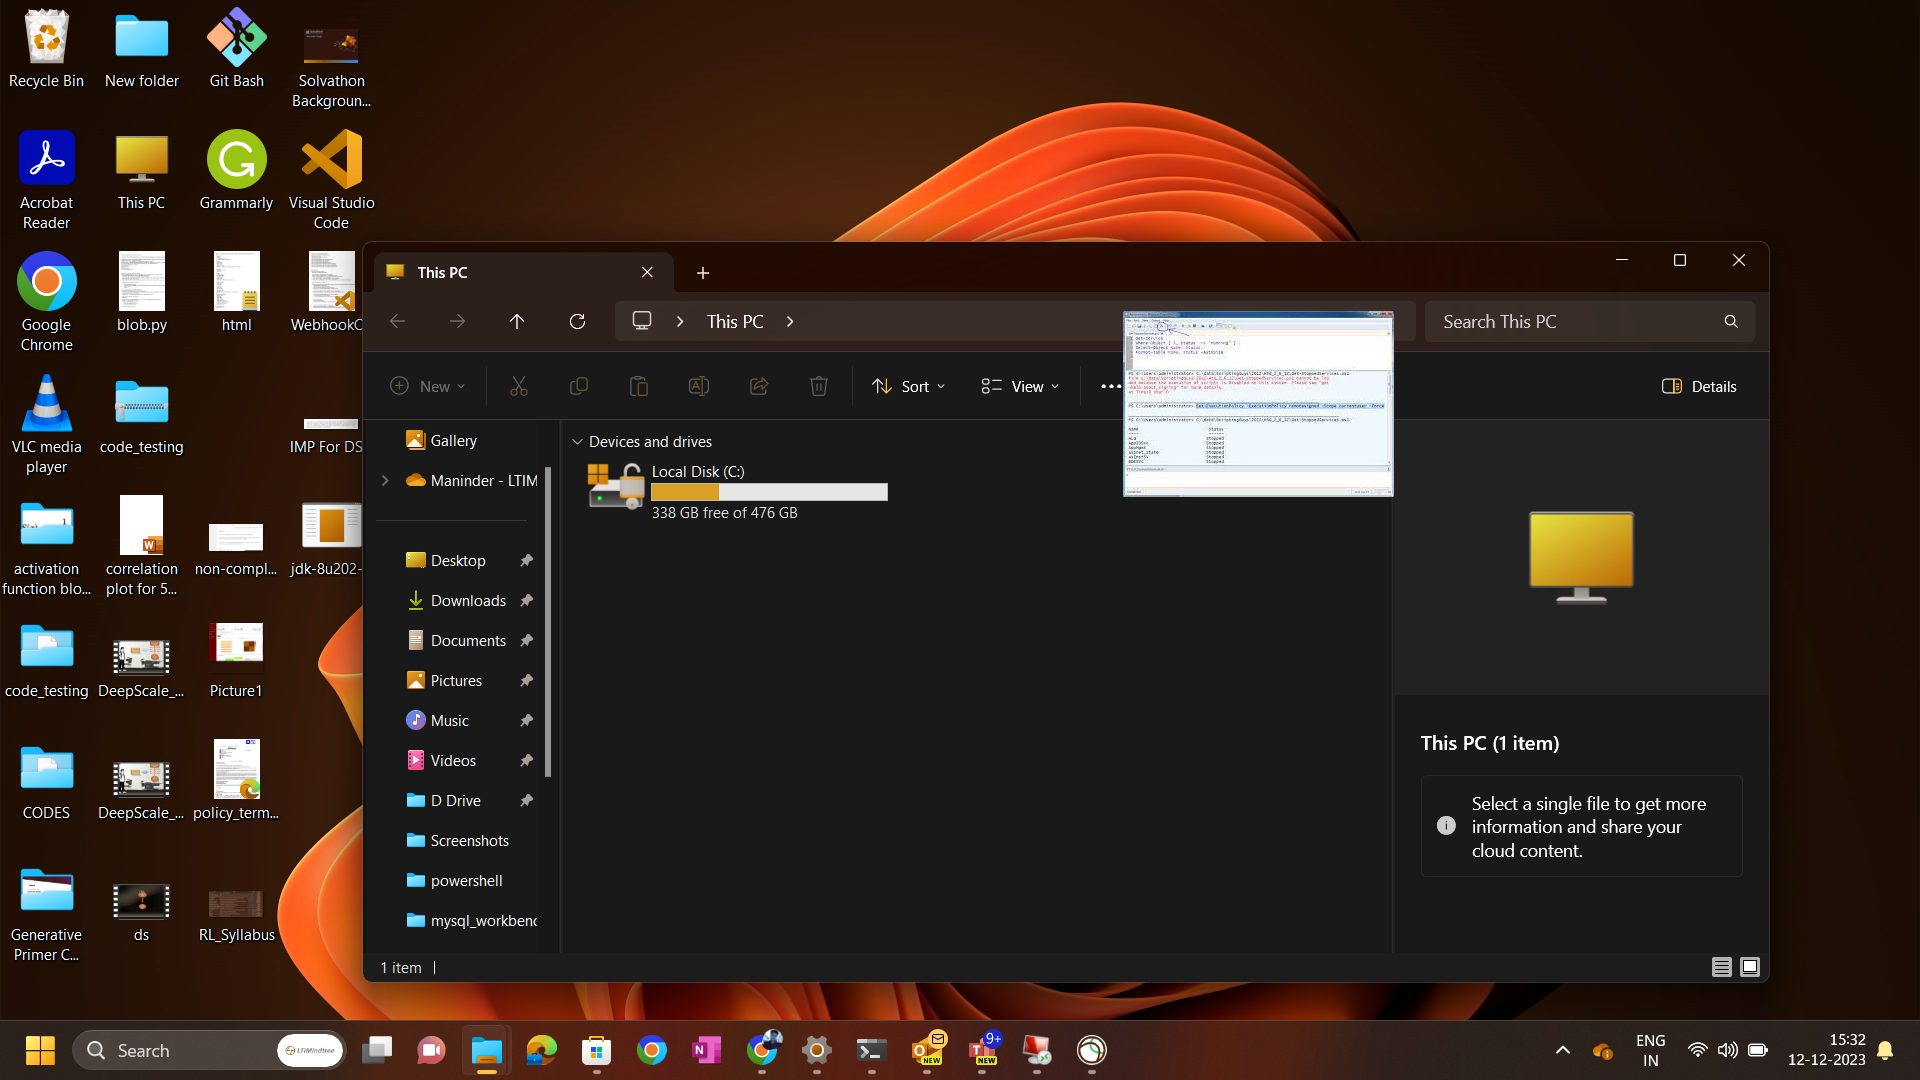 Recycle Bin
New folder
Git Bash
Solvathon
Backgroun...
Acrobat
Reader
This PC
Grammarly
Visual Studio
Code
Google
Chrome
blob.py
html
WebhookC
VLC media
player
code_testing
IMP For DS
activation
function blo...
correlation
plot for 5...
non-compl...
jdk-8u202-
code_testing
DeepScale_...
Picture1
CODES
DeepScale_...
policy_term...
Generative
Primer C...
ds
RL_Syllabus
This PC
This PC
Search This PC
New
Sort
View
Details
Gallery
Maninder - LTIM
Desktop
Downloads
Documents
Pictures
Music
Videos
D Drive
Screenshots
powershell
mysql_workbenc
Devices and drives
Local Disk (C:)
338 GB free of 476 GB
This PC (1 item)
Select a single file to get more
information and share your
cloud content.
1 item
Search
LTIMindtree
NEW
9+
NEW
ENG
IN
15:32
12-12-2023